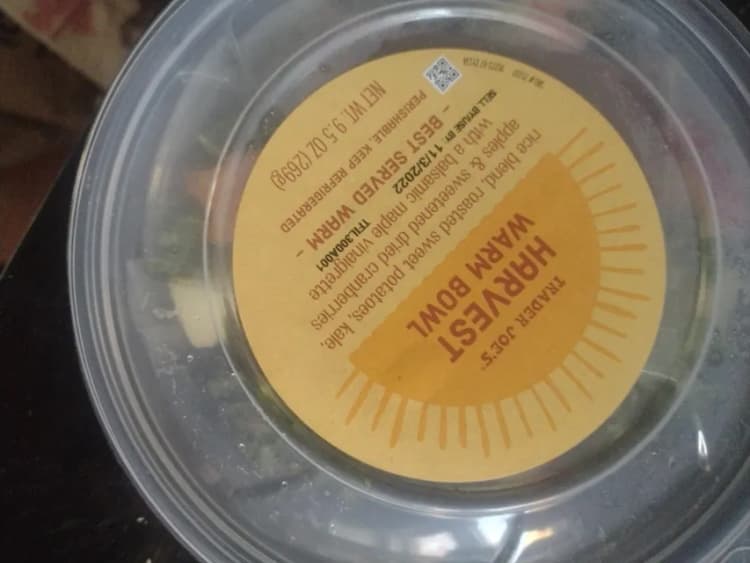 TRADER JOE'S
HARVEST
WARM BOWL
rice blend, roasted sweet potatoes, kale,
apples & sweetened dried cranberries
with a balsamic maple vinaigrette
SELL BY/USE BY: 11/3/2022 TFIL300A001
- BEST SERVED WARM -
PERISHABLE. KEEP REFRIGERATED
NET WT. 9.5 OZ (269g)